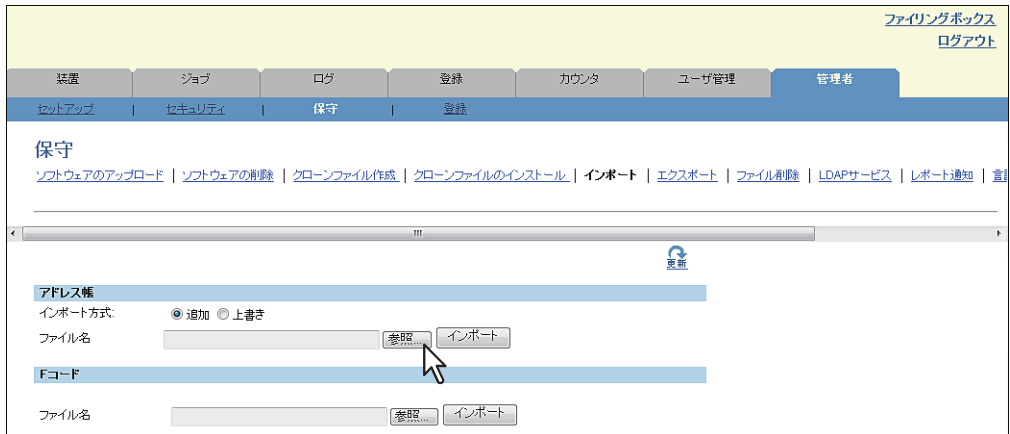 ファイリングボックス
ログアウト
装置 ジョブ ログ 登録 カウンタ ユーザ管理 管理者
セットアップ | セキュリティ | 保守 | 登録
保守
ソフトウェアのアップロード | ソフトウェアの削除 | クローンファイル作成 | クローンファイルのインストール | インポート | エクスポート | ファイル削除 | LDAPサービス | レポート通知 |
更新
アドレス帳
インポート方式: 追加 上書き
ファイル名 参照... インポート
Fコード
ファイル名 参照... インポート